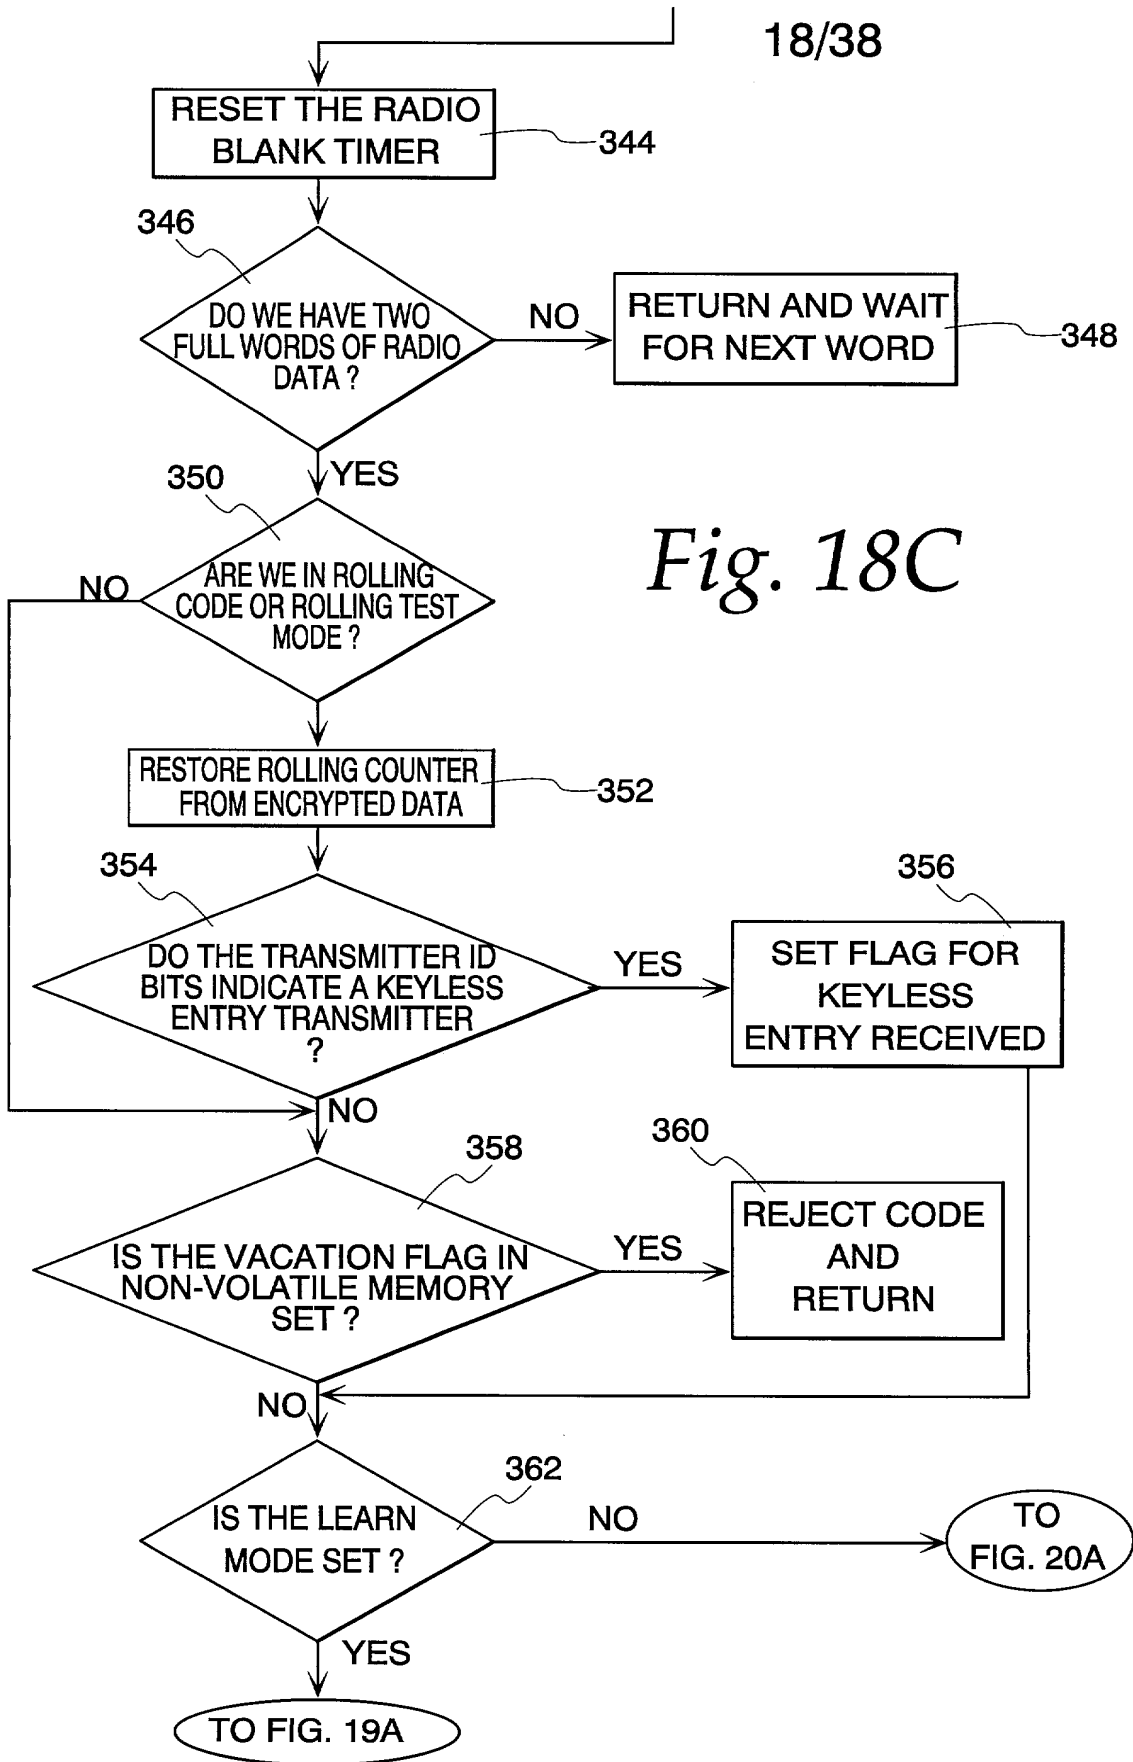 18/38
RESET THE RADIO
BLANK TIMER
344
346
DO WE HAVE TWO
FULL WORDS OF RADIO
DATA ?
NO
RETURN AND WAIT
FOR NEXT WORD
348
YES
350
Fig. 18C
ARE WE IN ROLLING
CODE OR ROLLING TEST
MODE ?
NO
RESTORE ROLLING COUNTER
FROM ENCRYPTED DATA
352
354
DO THE TRANSMITTER ID
BITS INDICATE A KEYLESS
ENTRY TRANSMITTER
?
YES
356
SET FLAG FOR
KEYLESS
ENTRY RECEIVED
NO
358
IS THE VACATION FLAG IN
NON-VOLATILE MEMORY
SET ?
YES
360
REJECT CODE
AND
RETURN
NO
362
IS THE LEARN
MODE SET ?
NO
TO
FIG. 20A
YES
TO FIG. 19A